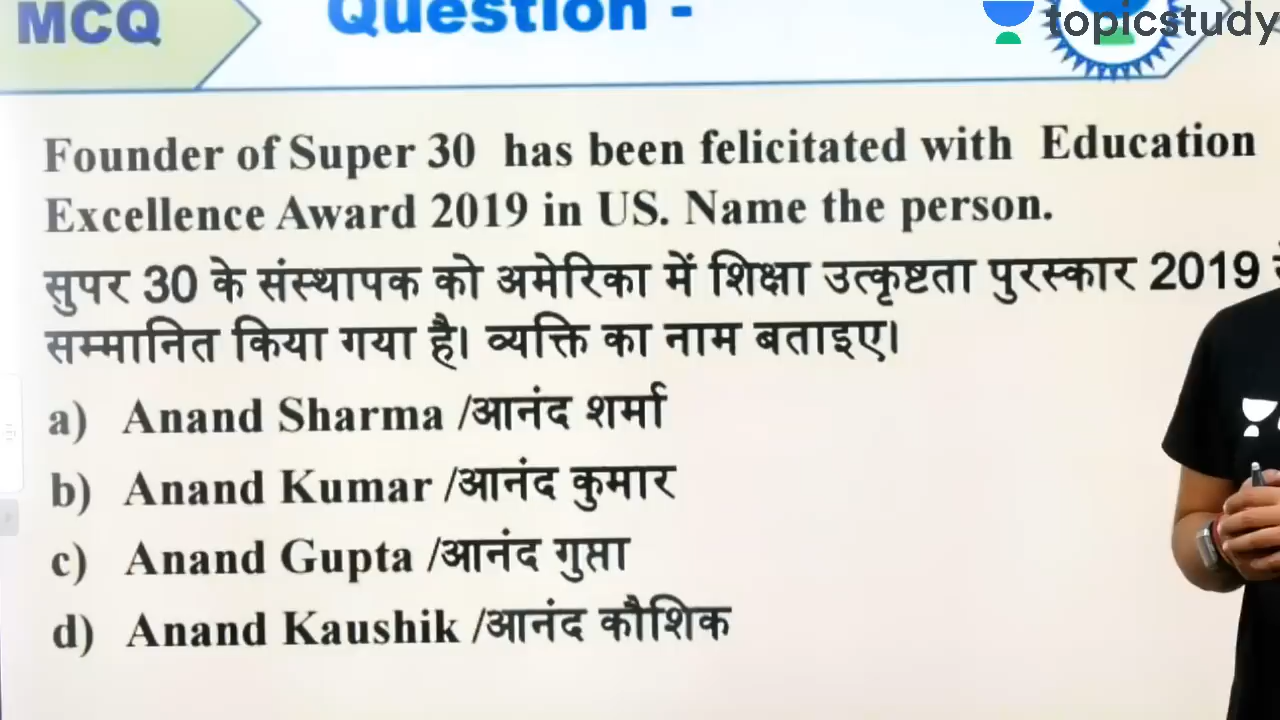 MCQ
Question -
topicstudy
Founder of Super 30 has been felicitated with Education
Excellence Award 2019 in US. Name the person.
सुपर 30 के संस्थापक को अमेरिका में शिक्षा उत्कृष्टता पुरस्कार 2019
सम्मानित किया गया है। व्यक्ति का नाम बताइए।
a) Anand Sharma /आनंद शर्मा
b) Anand Kumar /आनंद कुमार
c) Anand Gupta /आनंद गुप्ता
d) Anand Kaushik /आनंद कौशिक